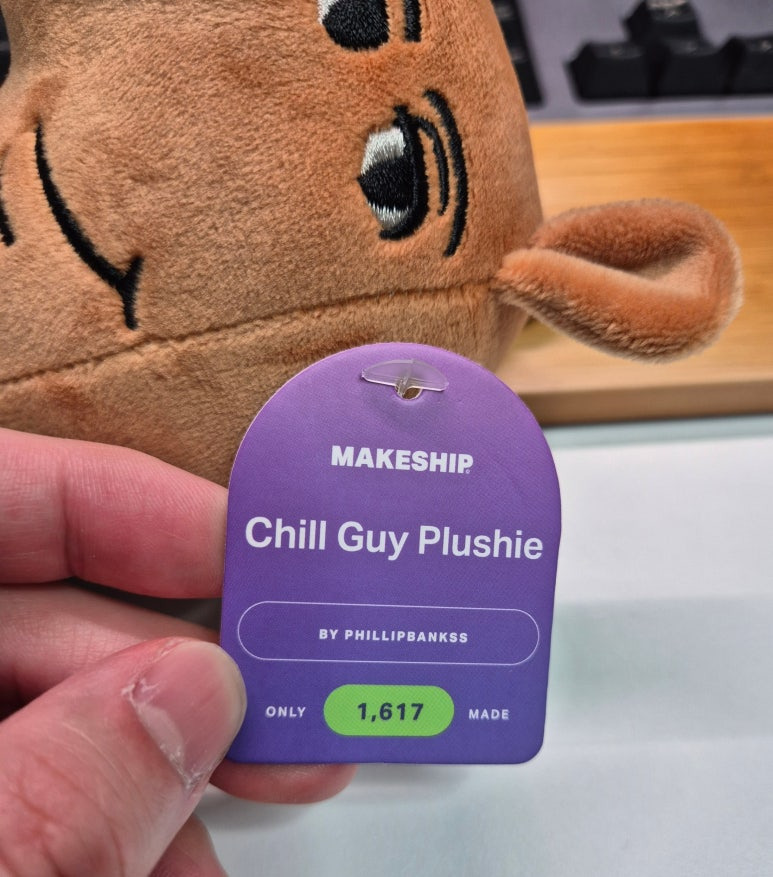 MAKESHIP
Chill Guy Plushie
BY PHILLIPBANKSS
ONLY 1,617 MADE